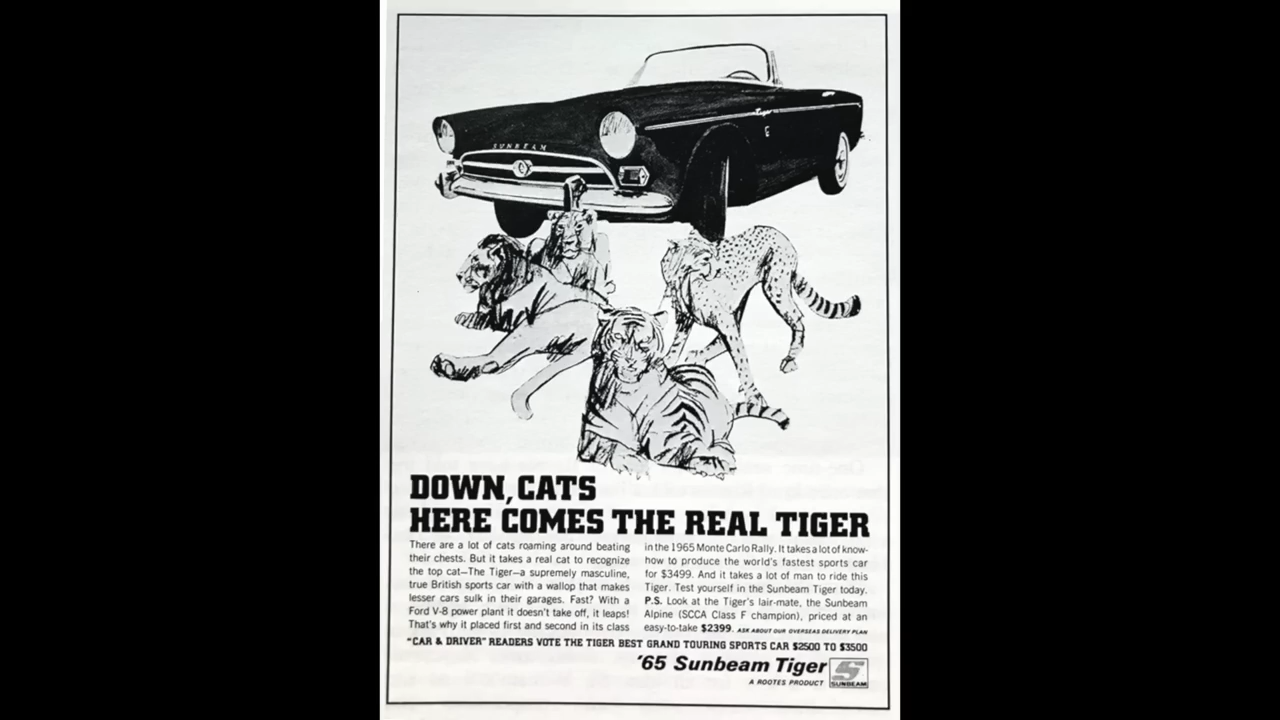 SUNBEAM
Tiger
DOWN, CATS
HERE COMES THE REAL TIGER
There are a lot of cats roaming around beating
their chests. But it takes a real cat to recognize
the top cat—The Tiger—a supremely masculine,
true British sports car with a wallop that makes
lesser cars sulk in their garages. Fast? With a
Ford V-8 power plant it doesn't take off, it leaps!
That's why it placed first and second in its class
in the 1965 Monte Carlo Rally. It takes a lot of know-
how to produce the world's fastest sports car
for $3499. And it takes a lot of man to ride this
Tiger. Test yourself in the Sunbeam Tiger today.
P.S. Look at the Tiger's lair-mate, the Sunbeam
Alpine (SCCA Class F champion), priced at an
easy-to-take $2399. ASK ABOUT OUR OVERSEAS DELIVERY PLAN
"CAR & DRIVER" READERS VOTE THE TIGER BEST GRAND TOURING SPORTS CAR $2500 TO $3500
'65 Sunbeam Tiger
A ROOTES PRODUCT
S
SUNBEAM